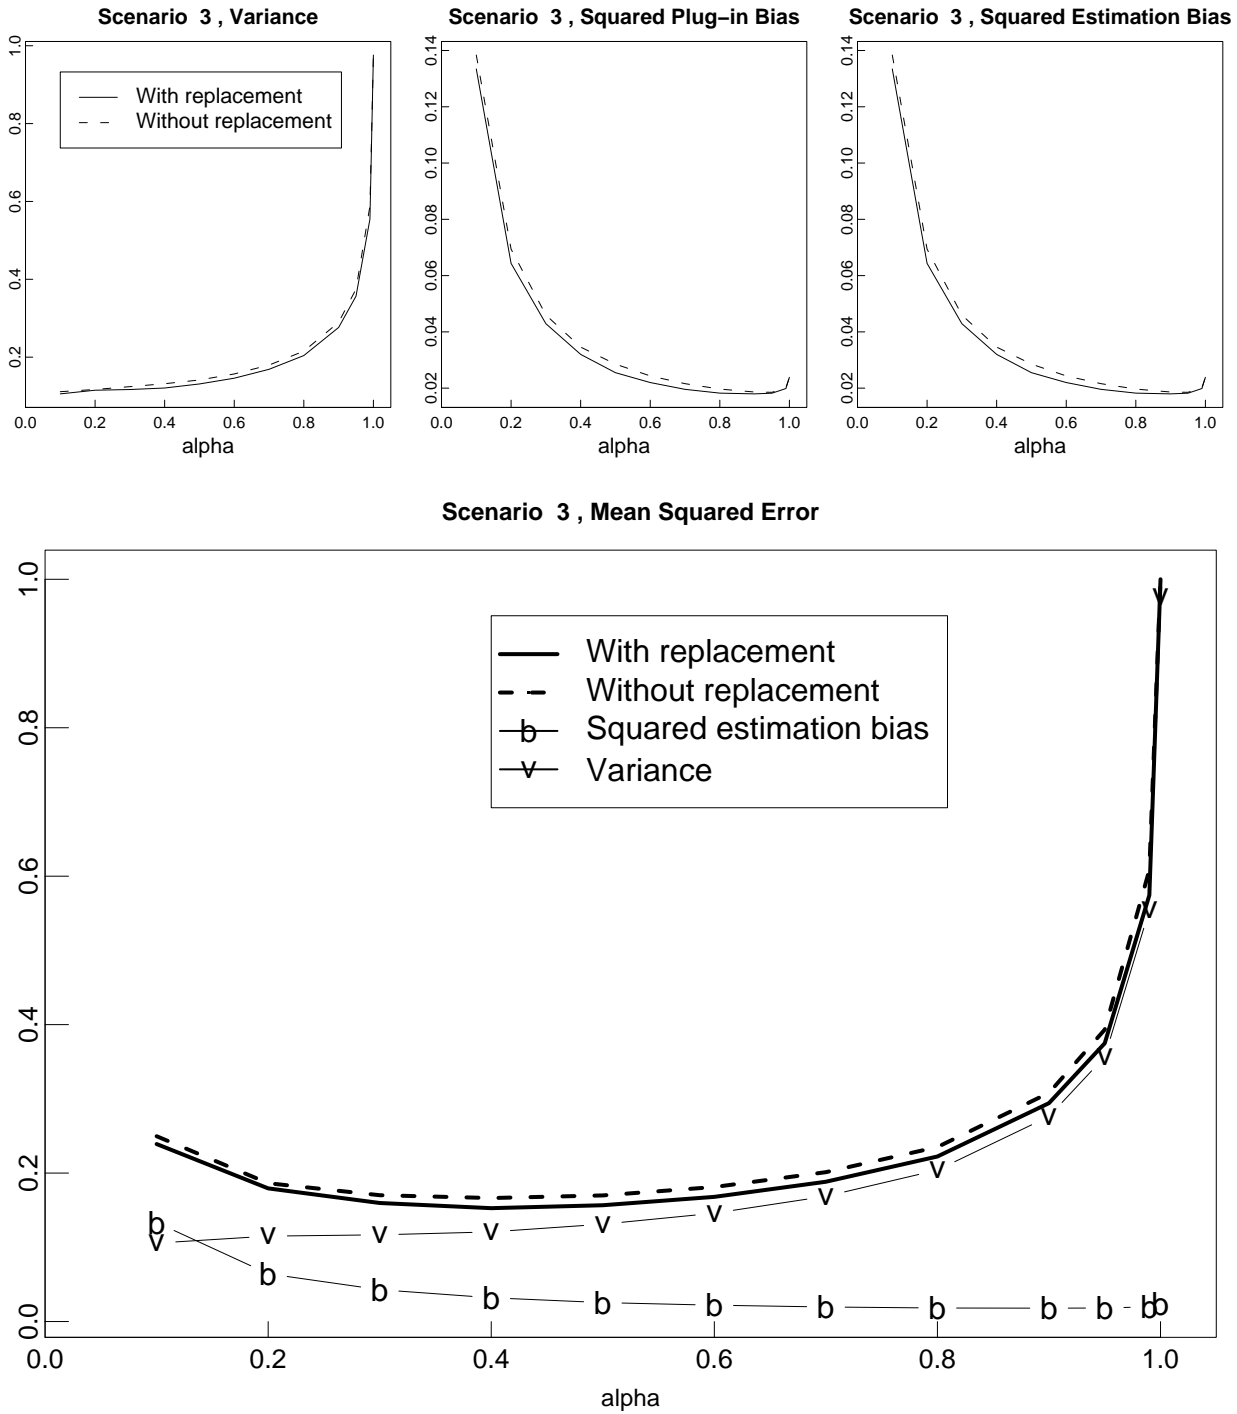 Scenario 3 , Variance
1.0
0.8
0.6
0.4
0.2
0.0 0.2 0.4 0.6 0.8 1.0
alpha
With replacement
Without replacement
Scenario 3 , Squared Plug−in Bias
0.14
0.12
0.10
0.08
0.06
0.04
0.02
0.0 0.2 0.4 0.6 0.8 1.0
alpha
Scenario 3 , Squared Estimation Bias
0.14
0.12
0.10
0.08
0.06
0.04
0.02
0.0 0.2 0.4 0.6 0.8 1.0
alpha
Scenario 3 , Mean Squared Error
1.0
0.8
0.6
0.4
0.2
0.0
With replacement
Without replacement
b Squared estimation bias
v Variance
v v v v v v v v v v v v
b b b b b b b b b b b b
0.0 0.2 0.4 0.6 0.8 1.0
alpha